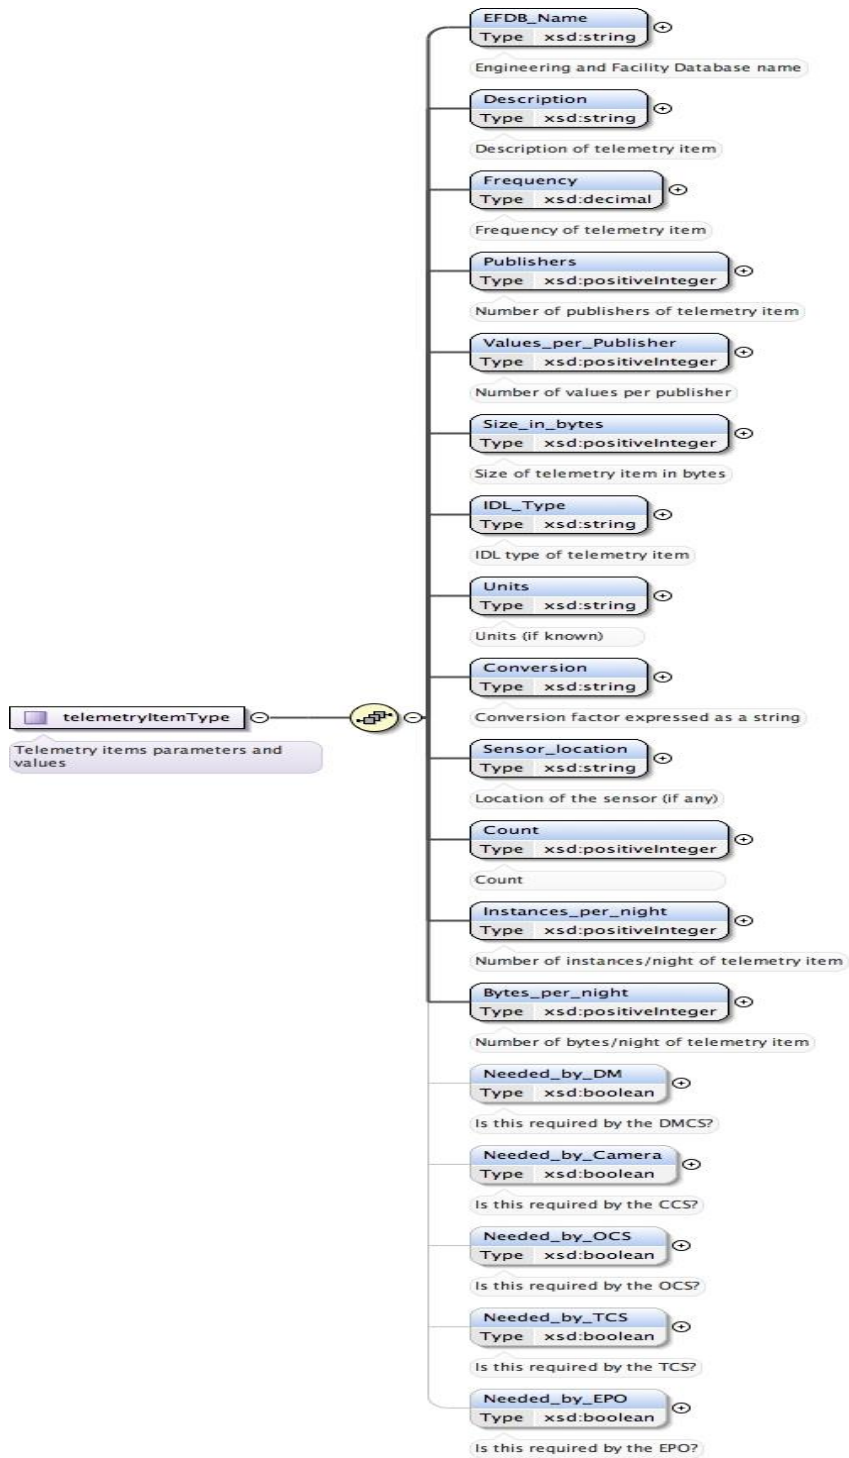 EFDB_Name
Type xsd:string
Engineering and Facility Database name
Description
Type xsd:string
Description of telemetry item
Frequency
Type xsd:decimal
Frequency of telemetry item
Publishers
Type xsd:positiveInteger
Number of publishers of telemetry item
Values_per_Publisher
Type xsd:positiveInteger
Number of values per publisher
Size_in_bytes
Type xsd:positiveInteger
Size of telemetry item in bytes
IDL_Type
Type xsd:string
IDL type of telemetry item
Units
Type xsd:string
Units (if known)
Conversion
Type xsd:string
Conversion factor expressed as a string
telemetryItemType
Telemetry items parameters and
values
Sensor_location
Type xsd:string
Location of the sensor (if any)
Count
Type xsd:positiveInteger
Count
Instances_per_night
Type xsd:positiveInteger
Number of instances/night of telemetry item
Bytes_per_night
Type xsd:positiveInteger
Number of bytes/night of telemetry item
Needed_by_DM
Type xsd:boolean
Is this required by the DMCS?
Needed_by_Camera
Type xsd:boolean
Is this required by the CCS?
Needed_by_OCS
Type xsd:boolean
Is this required by the OCS?
Needed_by_TCS
Type xsd:boolean
Is this required by the TCS?
Needed_by_EPO
Type xsd:boolean
Is this required by the EPO?